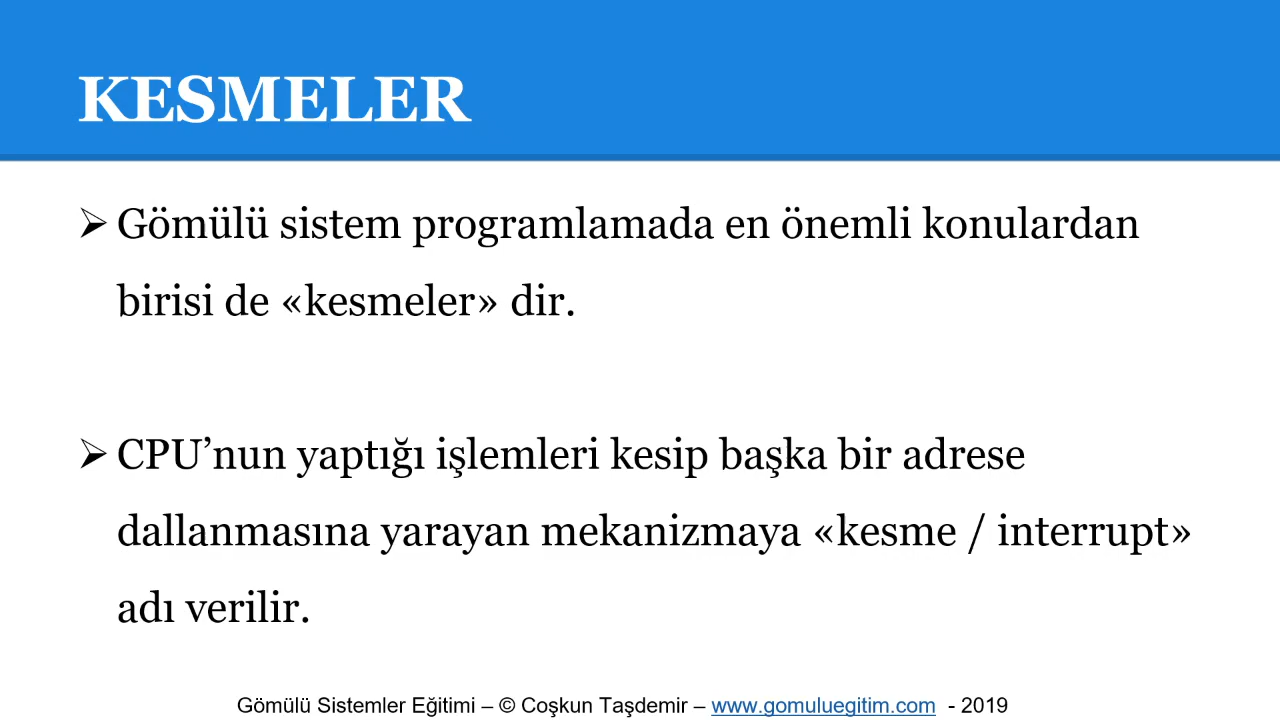 KESMELER
➢ Gömülü sistem programlamada en önemli konulardan
birisi de «kesmeler» dir.
➢ CPU’nun yaptığı işlemleri kesip başka bir adrese
dallanmasına yarayan mekanizmaya «kesme / interrupt»
adı verilir.
Gömülü Sistemler Eğitimi – © Coşkun Taşdemir – www.gomuluegitim.com - 2019